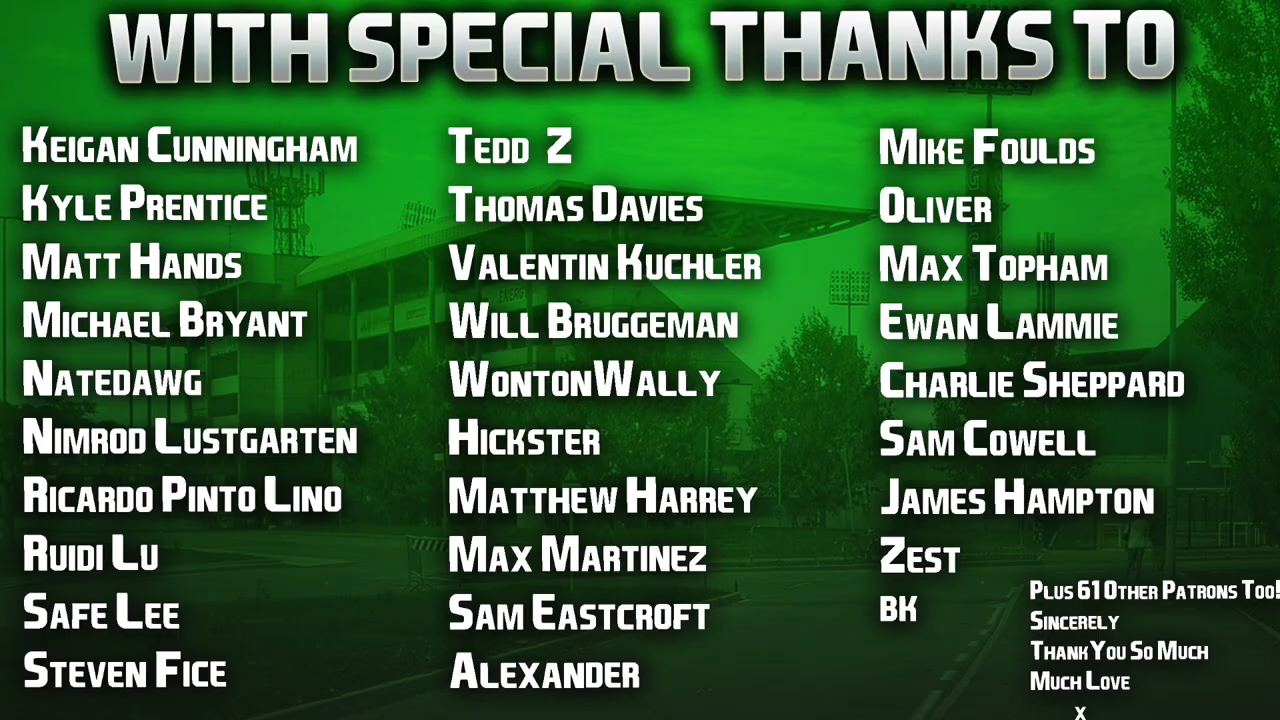 WITH SPECIAL THANKS TO
KEIGAN CUNNINGHAM
KYLE PRENTICE
MATT HANDS
MICHAEL BRYANT
NATEDAWG
NIMROD LUSTGARTEN
RICARDO PINTO LINO
RUIDI LU
SAFE LEE
STEVEN FICE
TEDD Z
THOMAS DAVIES
VALENTIN KUCHLER
WILL BRUGGEMAN
WONTONWALLY
HICKSTER
MATTHEW HARREY
MAX MARTINEZ
SAM EASTCROFT
ALEXANDER
MIKE FOULDS
OLIVER
MAX TOPHAM
EWAN LAMMIE
CHARLIE SHEPPARD
SAM COWELL
JAMES HAMPTON
ZEST
BK
PLUS 61 OTHER PATRONS TOO!
SINCERELY
THANK YOU SO MUCH
MUCH LOVE
X